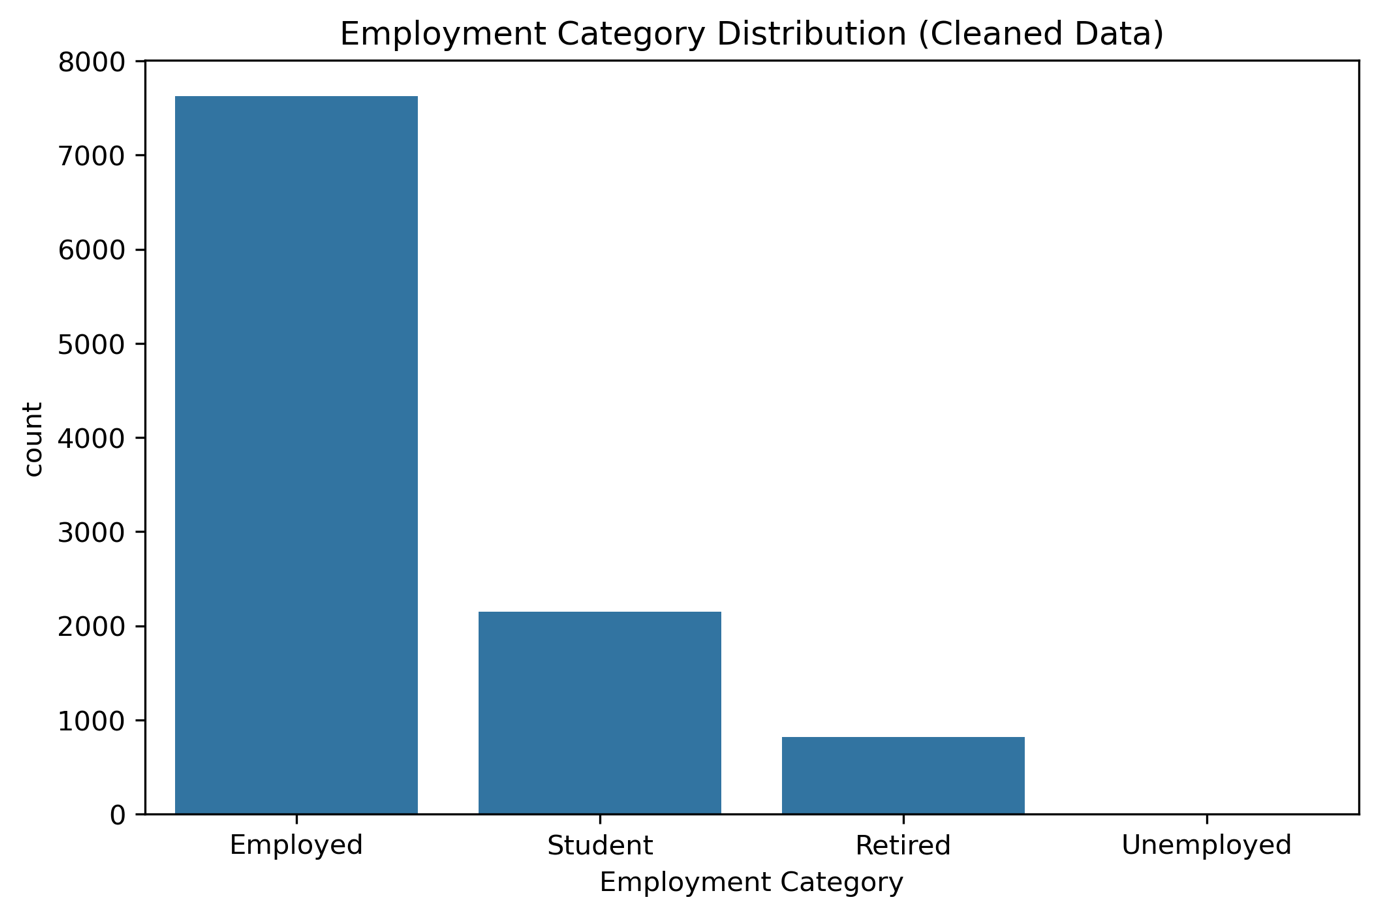 Employment Category Distribution (Cleaned Data)
8000
7000
6000
5000
4000
3000
2000
1000
0
count
Employed Student Retired Unemployed
Employment Category